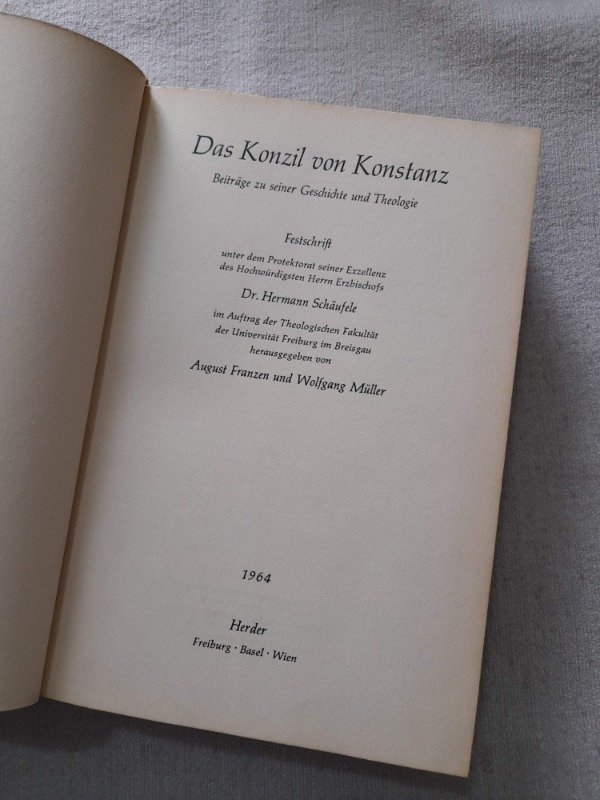 Das Konzil von Konstanz
Beiträge zu seiner Geschichte und Theologie
Festschrift
unter dem Protektorat seiner Exzellenz
des Hochwürdigsten Herrn Erzbischofs
Dr. Hermann Schäufele
im Auftrag der Theologischen Fakultät
der Universität Freiburg im Breisgau
herausgegeben von
August Franzen und Wolfgang Müller
1964
Herder
Freiburg · Basel · Wien